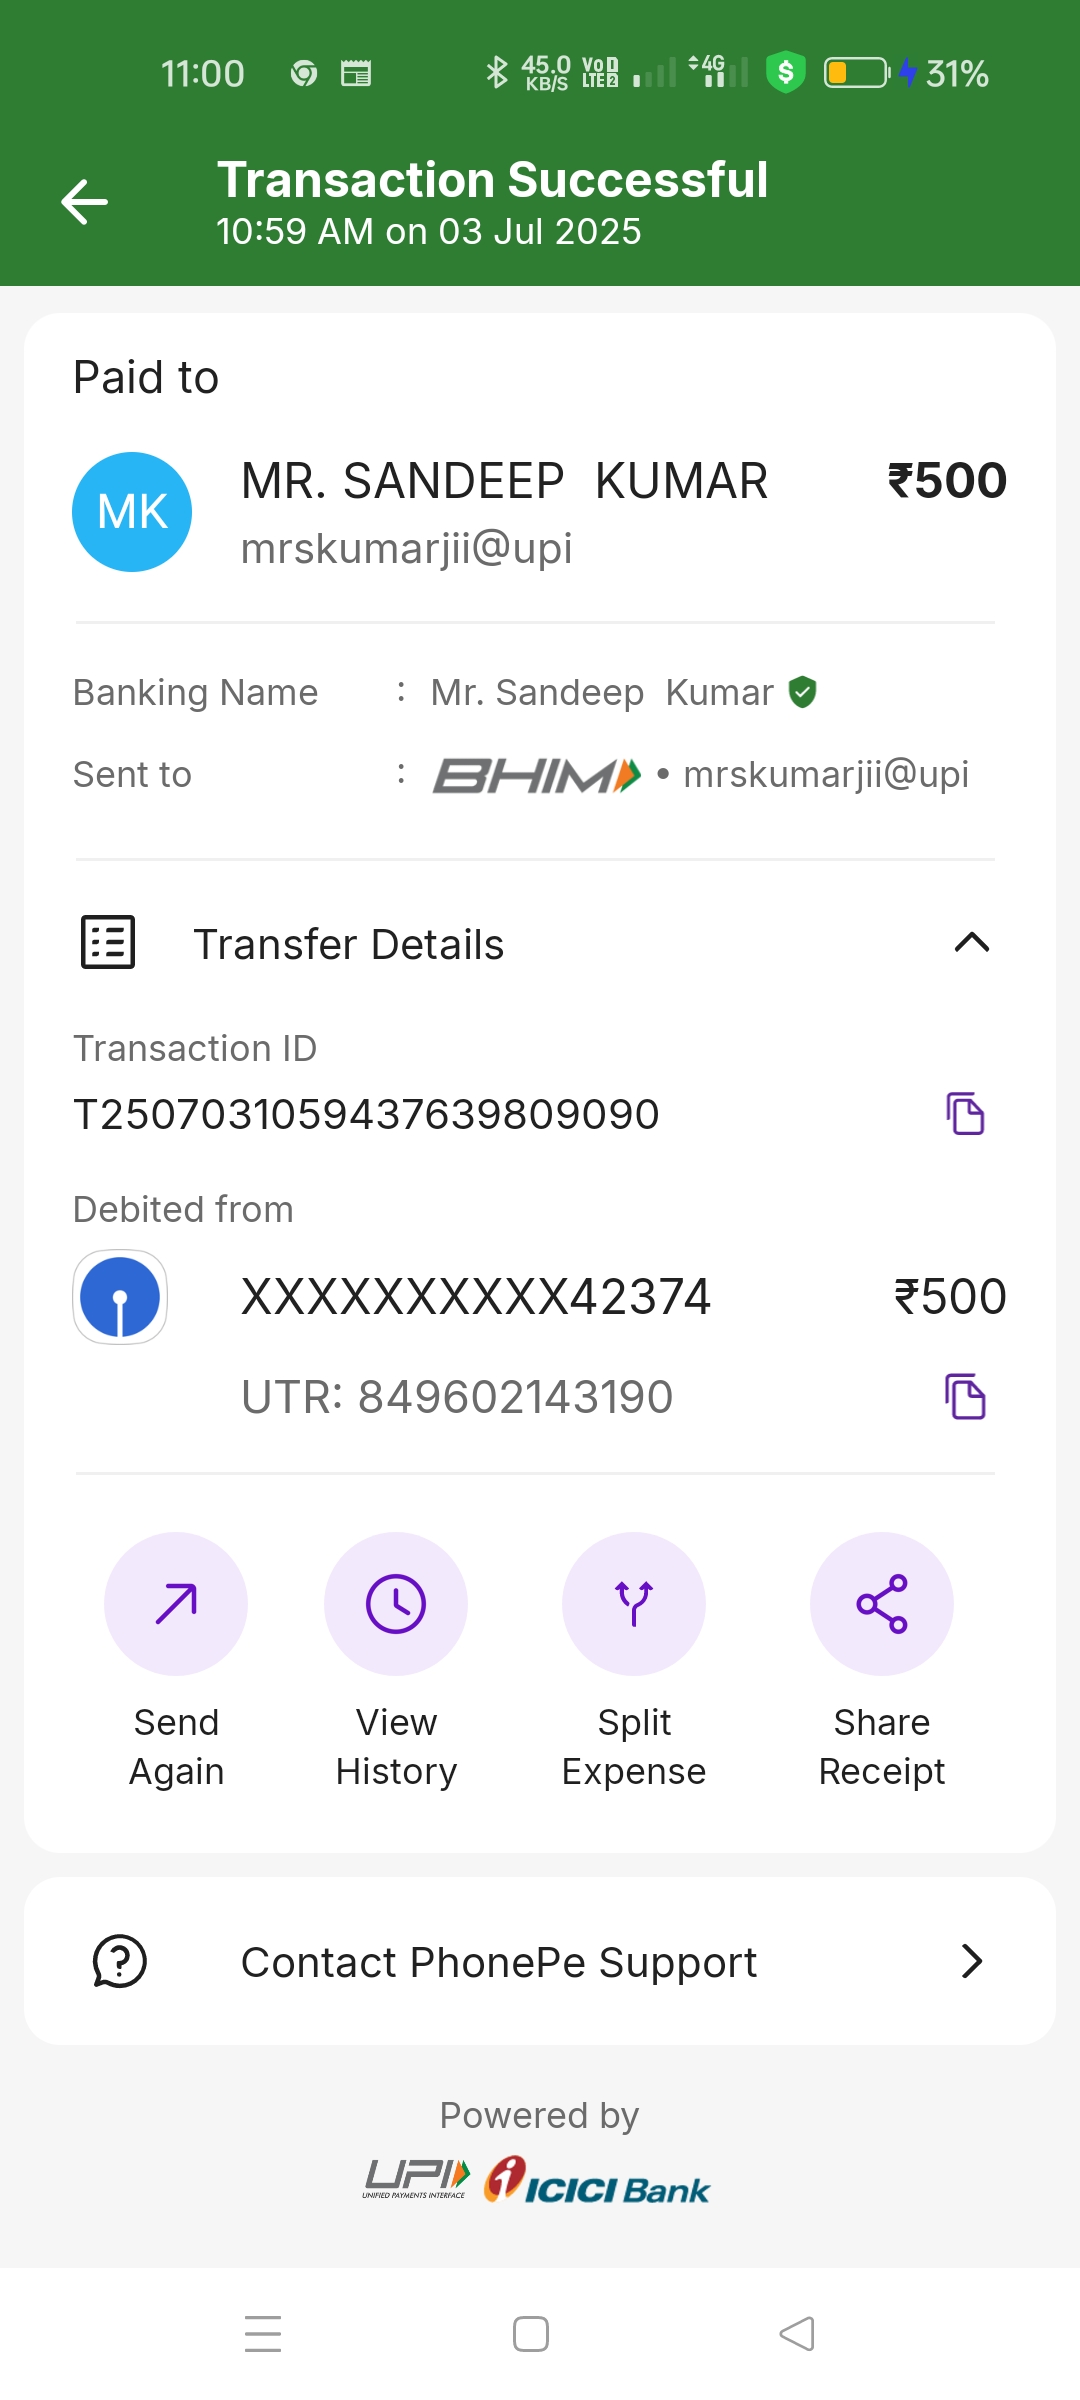 11:00 45.0 KB/S VoD LTE 2 4G $ 31%
Transaction Successful
10:59 AM on 03 Jul 2025
Paid to
MK MR. SANDEEP KUMAR ₹500
mrskumarjii@upi
Banking Name : Mr. Sandeep Kumar
Sent to : BHIM • mrskumarjii@upi
Transfer Details
Transaction ID
T2507031059437639809090
Debited from
XXXXXXXXXX42374 ₹500
UTR: 849602143190
Send Again
View History
Split Expense
Share Receipt
Contact PhonePe Support
Powered by
UPI UNIFIED PAYMENTS INTERFACE ICICI Bank